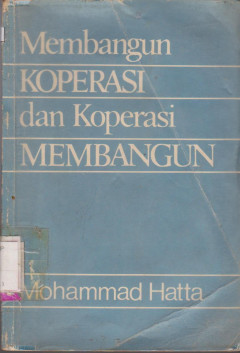 Membangun
KOPERASI
dan Koperasi
MEMBANGUN
Mohammad Hatta